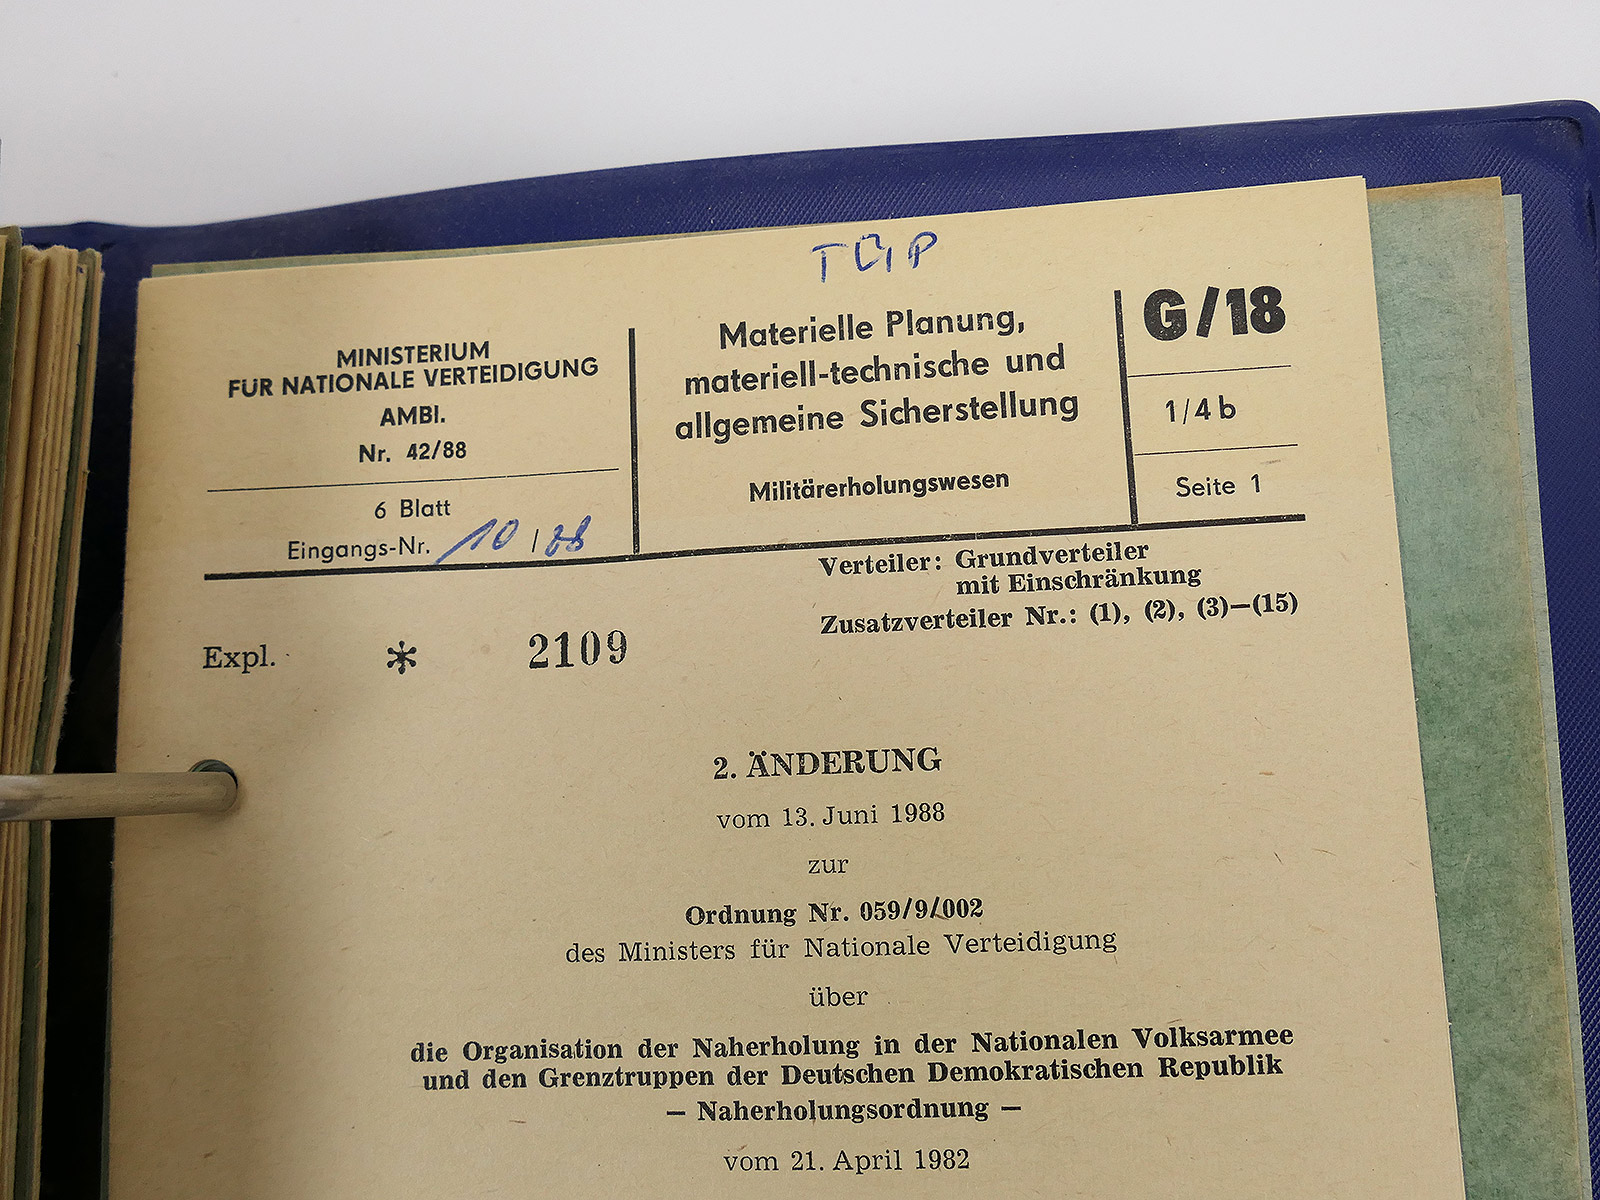 MINISTERIUM
FÜR NATIONALE VERTEIDIGUNG
AMBl.
Nr. 42/88
6 Blatt
Eingangs-Nr. 10/88
Materielle Planung,
materiell-technische und
allgemeine Sicherstellung
Militärerholungswesen
G/18
1/4 b
Seite 1
Verteiler: Grundverteiler
mit Einschränkung
Zusatzverteiler Nr.: (1), (2), (3)—(15)
Expl. * 2109
2. ÄNDERUNG
vom 13. Juni 1988
zur
Ordnung Nr. 059/9/002
des Ministers für Nationale Verteidigung
über
die Organisation der Naherholung in der Nationalen Volksarmee
und den Grenztruppen der Deutschen Demokratischen Republik
— Naherholungsordnung —
vom 21. April 1982